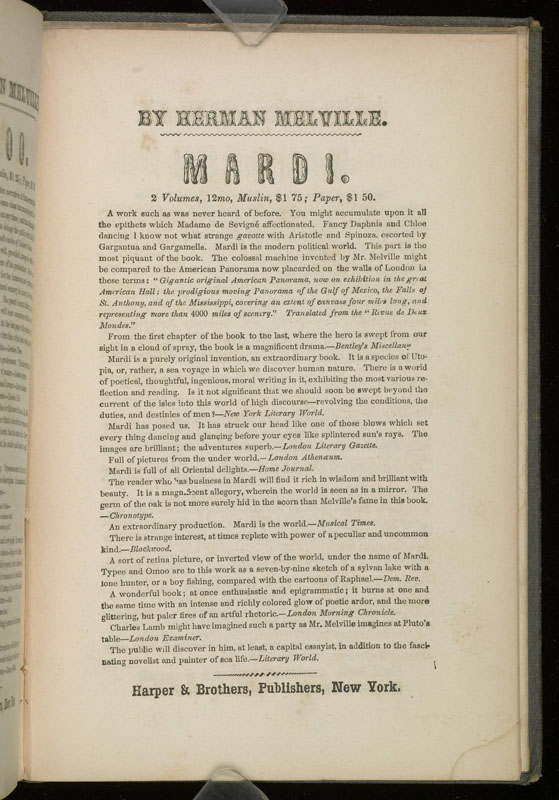 N MELVILLE
OO.
BY HERMAN MELVILLE.
MARDI.
2 Volumes, 12mo, Muslin, $1 75; Paper, $1 50.
A work such as was never heard of before. You might accumulate upon it all
the epithets which Madame de Sevigné affectionated. Fancy Daphnis and Chloe
dancing I know not what strange gavotte with Aristotle and Spinoza, escorted by
Gargantua and Gargamelle. Mardi is the modern political world. This part is the
most piquant of the book. The colossal machine invented by Mr. Melville might
be compared to the American Panorama now placarded on the walls of London in
these terms: "Gigantic original American Panorama, now on exhibition in the great
American Hall; the prodigious moving Panorama of the Gulf of Mexico, the Falls of
St. Anthony, and of the Mississippi, covering an extent of canvass four miles long, and
representing more than 4000 miles of scenery." Translated from the "Revue de Deux
Mondes."
From the first chapter of the book to the last, where the hero is swept from our
sight in a cloud of spray, the book is a magnificent drama.—Bentley's Miscellany
Mardi is a purely original invention, an extraordinary book. It is a species of Uto-
pia, or, rather, a sea voyage in which we discover human nature. There is a world
of poetical, thoughtful, ingenious, moral writing in it, exhibiting the most various re-
flection and reading. Is it not significant that we should soon be swept beyond the
current of the isles into this world of high discourse—revolving the conditions, the
duties, and destinies of men?—New York Literary World.
Mardi has posed us. It has struck our head like one of those blows which set
every thing dancing and glancing before your eyes like splintered sun's rays. The
images are brilliant; the adventures superb.—London Literary Gazette.
Full of pictures from the under world.—London Athenæum.
Mardi is full of all Oriental delights.—Home Journal.
The reader who has business in Mardi will find it rich in wisdom and brilliant with
beauty. It is a magnificent allegory, wherein the world is seen as in a mirror. The
germ of the oak is not more surely hid in the acorn than Melville's fame in this book.
—Chronotype.
An extraordinary production. Mardi is the world.—Musical Times.
There is strange interest, at times replete with power of a peculiar and uncommon
kind.—Blackwood.
A sort of retina picture, or inverted view of the world, under the name of Mardi.
Typee and Omoo are to this work as a seven-by-nine sketch of a sylvan lake with a
lone hunter, or a boy fishing, compared with the cartoons of Raphael.—Dem. Rev.
A wonderful book; at once enthusiastic and epigrammatic; it burns at one and
the same time with an intense and richly colored glow of poetic ardor, and the more
glittering, but paler fires of an artful rhetoric.—London Morning Chronicle.
Charles Lamb might have imagined such a party as Mr. Melville imagines at Pluto's
table—London Examiner.
The public will discover in him, at least, a capital essayist, in addition to the fasci-
nating novelist and painter of sea life.—Literary World.
Harper & Brothers, Publishers, New York.